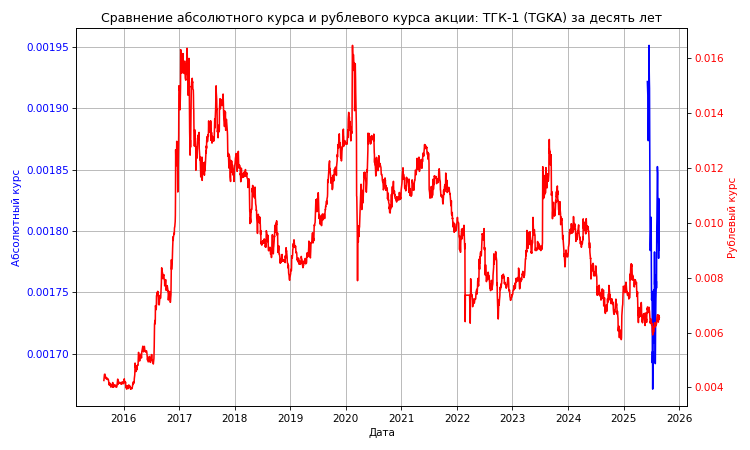 Сравнение абсолютного курса и рублевого курса акции: ТГК-1 (TGKA) за десять лет
0.00195
0.00190
0.00185
0.00180
0.00175
0.00170
Абсолютный курс
0.016
0.014
0.012
0.010
0.008
0.006
0.004
Рублевый курс
2016 2017 2018 2019 2020 2021 2022 2023 2024 2025 2026
Дата